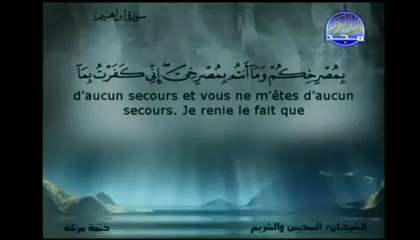 سورة إبراهيم
المجد
بِمُصْرِخِكُمْ وَمَا أَنتُم بِمُصْرِخِيَّ ۖ إِنِّي كَفَرْتُ بِمَا
d'aucun secours et vous ne m'êtes d'aucun
secours. Je renie le fait que
الشيخان/ السديس والشريم
ختمة مرتلة